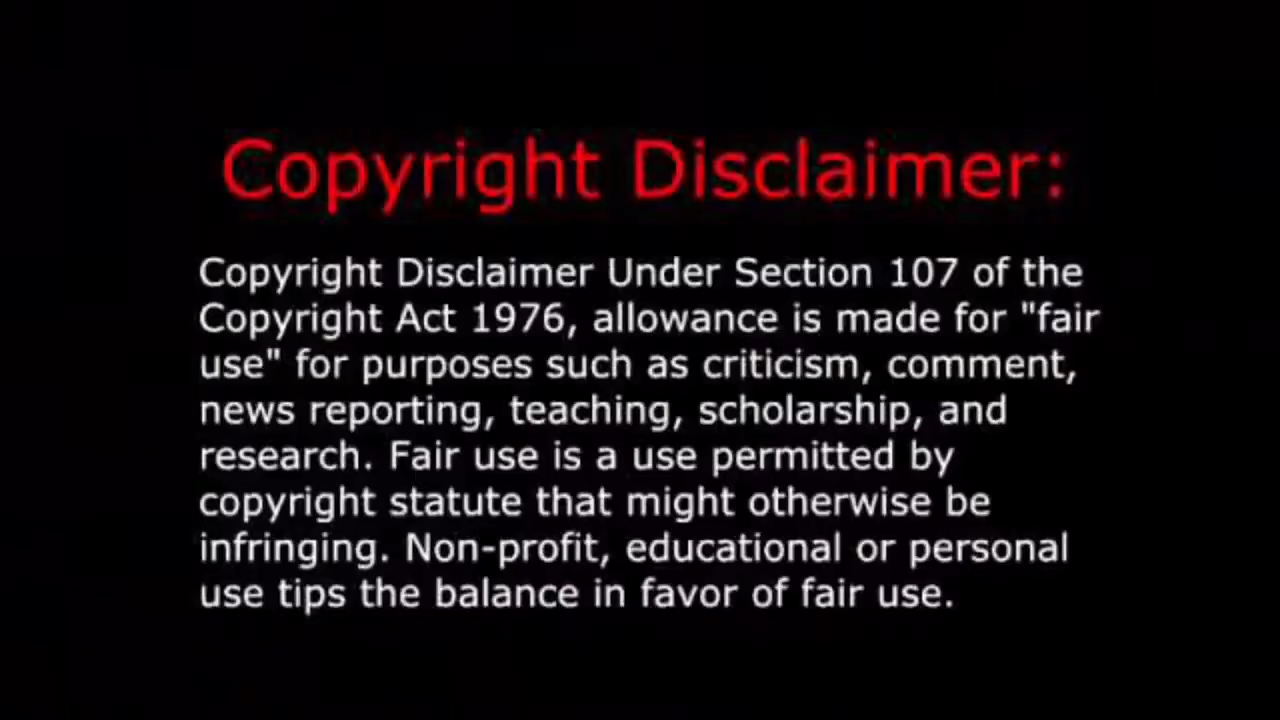 Copyright Disclaimer:
Copyright Disclaimer Under Section 107 of the
Copyright Act 1976, allowance is made for "fair
use" for purposes such as criticism, comment,
news reporting, teaching, scholarship, and
research. Fair use is a use permitted by
copyright statute that might otherwise be
infringing. Non-profit, educational or personal
use tips the balance in favor of fair use.